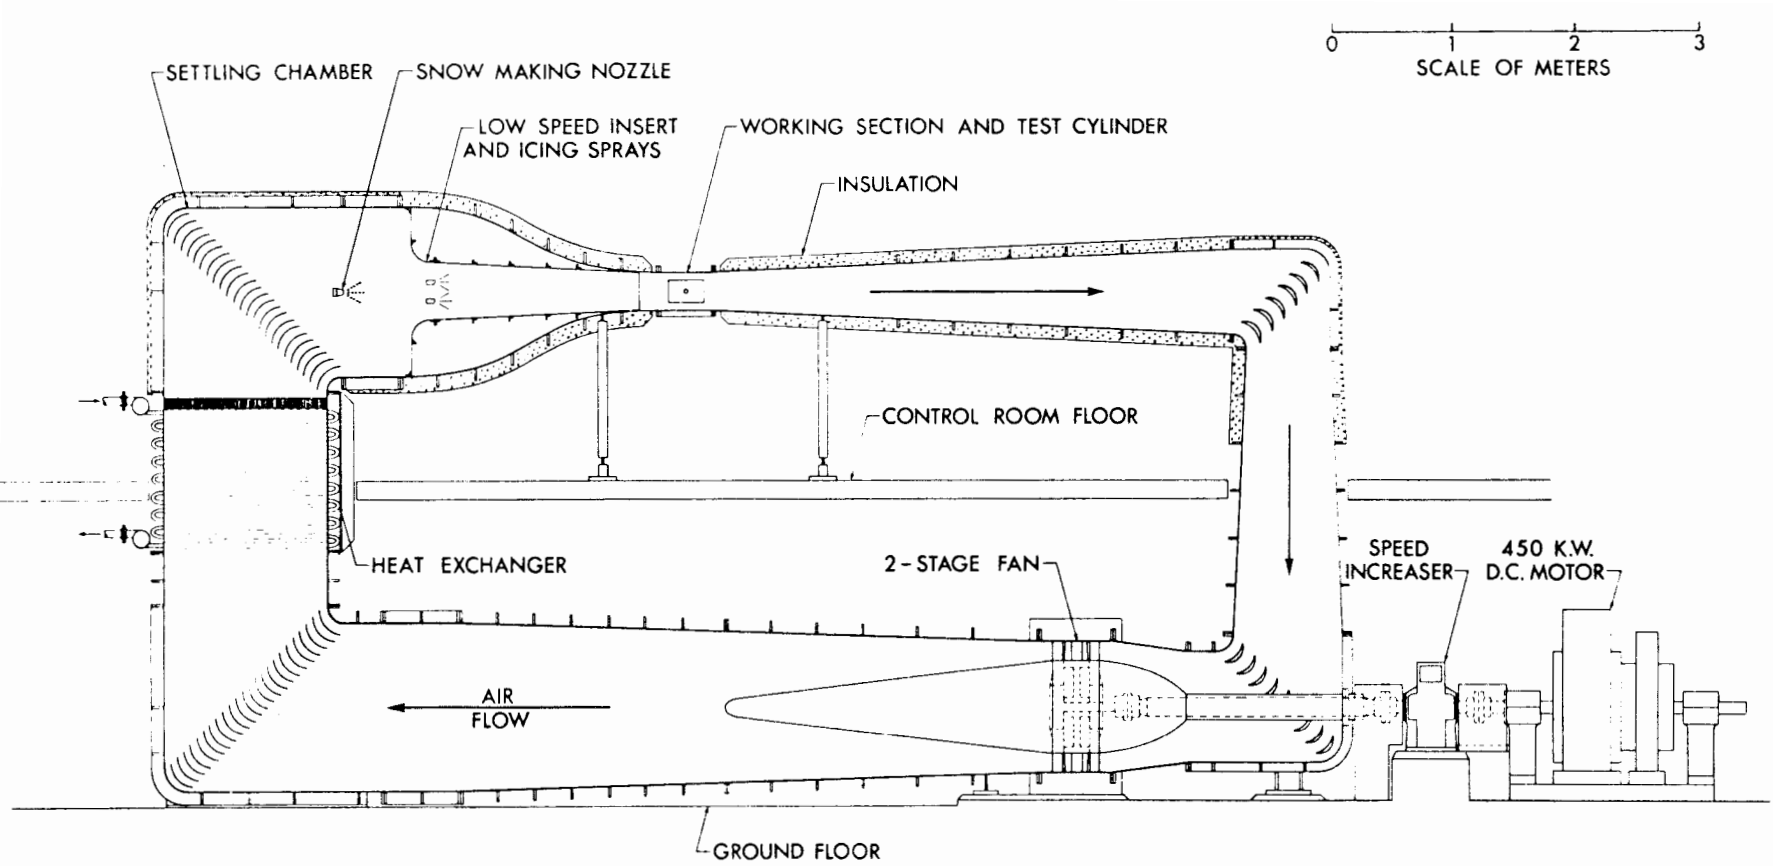 0 1 2 3
SCALE OF METERS
SETTLING CHAMBER
SNOW MAKING NOZZLE
LOW SPEED INSERT
AND ICING SPRAYS
WORKING SECTION AND TEST CYLINDER
INSULATION
CONTROL ROOM FLOOR
HEAT EXCHANGER
2-STAGE FAN
SPEED
INCREASER
450 K.W.
D.C. MOTOR
AIR
FLOW
GROUND FLOOR